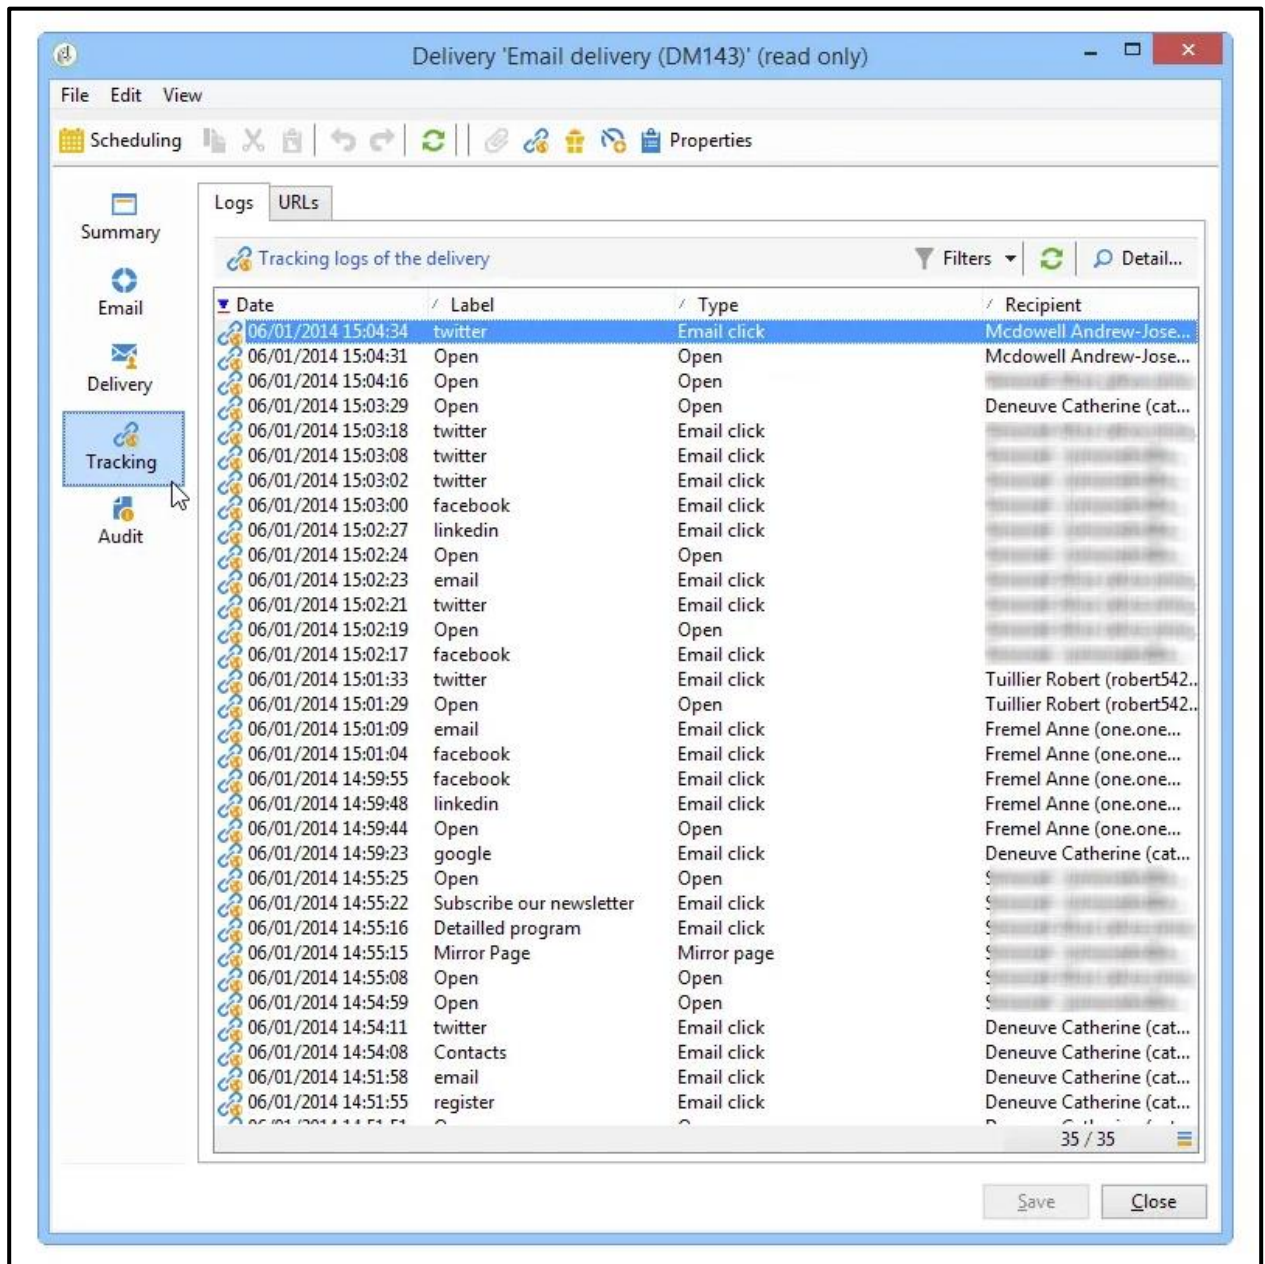 Delivery 'Email delivery (DM143)' (read only)
File Edit View
Scheduling Properties
Summary
Email
Delivery
Tracking
Audit
Logs URLs
Tracking logs of the delivery Filters Detail...
Date Label Type Recipient
06/01/2014 15:04:34 twitter Email click Mcdowell Andrew-Jose...
06/01/2014 15:04:31 Open Open Mcdowell Andrew-Jose...
06/01/2014 15:04:16 Open Open
06/01/2014 15:03:29 Open Open Deneuve Catherine (cat...
06/01/2014 15:03:18 twitter Email click
06/01/2014 15:03:08 twitter Email click
06/01/2014 15:03:02 twitter Email click
06/01/2014 15:03:00 facebook Email click
06/01/2014 15:02:27 linkedin Email click
06/01/2014 15:02:24 Open Open
06/01/2014 15:02:23 email Email click
06/01/2014 15:02:21 twitter Email click
06/01/2014 15:02:19 Open Open
06/01/2014 15:02:17 facebook Email click
06/01/2014 15:01:33 twitter Email click Tuillier Robert (robert542..
06/01/2014 15:01:29 Open Open Tuillier Robert (robert542..
06/01/2014 15:01:09 email Email click Fremel Anne (one.one...
06/01/2014 15:01:04 facebook Email click Fremel Anne (one.one...
06/01/2014 14:59:55 facebook Email click Fremel Anne (one.one...
06/01/2014 14:59:48 linkedin Email click Fremel Anne (one.one...
06/01/2014 14:59:44 Open Open Fremel Anne (one.one...
06/01/2014 14:59:23 google Email click Deneuve Catherine (cat...
06/01/2014 14:55:25 Open Open
06/01/2014 14:55:22 Subscribe our newsletter Email click
06/01/2014 14:55:16 Detailled program Email click
06/01/2014 14:55:15 Mirror Page Mirror page
06/01/2014 14:55:08 Open Open
06/01/2014 14:54:59 Open Open
06/01/2014 14:54:11 twitter Email click Deneuve Catherine (cat...
06/01/2014 14:54:08 Contacts Email click Deneuve Catherine (cat...
06/01/2014 14:51:58 email Email click Deneuve Catherine (cat...
06/01/2014 14:51:55 register Email click Deneuve Catherine (cat...
35 / 35
Save Close